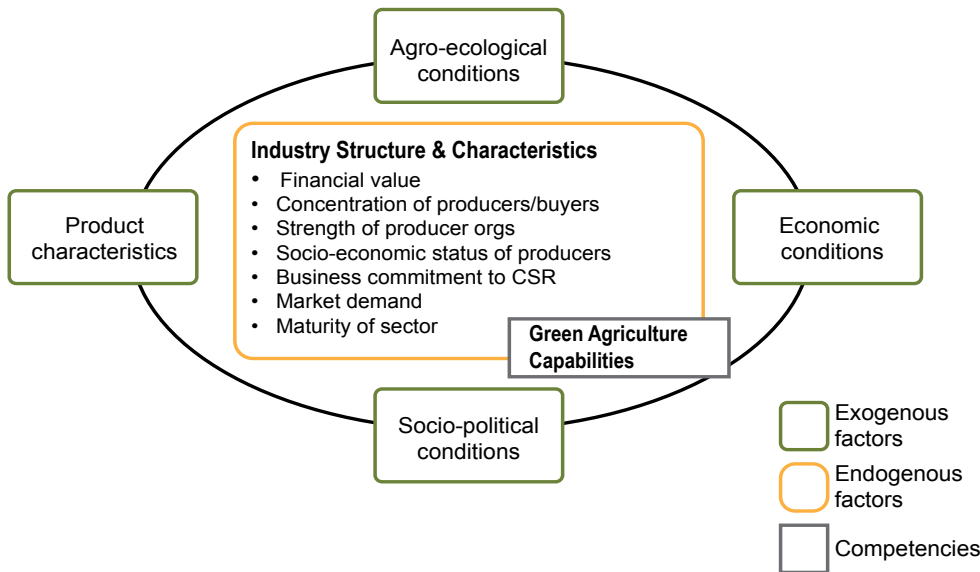 Agro-ecological
conditions
Industry Structure & Characteristics
• Financial value
• Concentration of producers/buyers
• Strength of producer orgs
• Socio-economic status of producers
• Business commitment to CSR
• Market demand
• Maturity of sector
Product
characteristics
Economic
conditions
Green Agriculture
Capabilities
Socio-political
conditions
Exogenous
factors
Endogenous
factors
Competencies